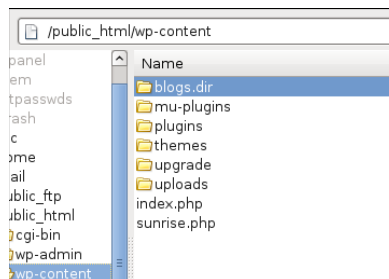 /public_html/wp-content
panel
em
tpasswds
rash
c
ome
ail
ublic_ftp
ublic_html
cgi-bin
wp-admin
wp-content
Name
blogs.dir
mu-plugins
plugins
themes
upgrade
uploads
index.php
sunrise.php